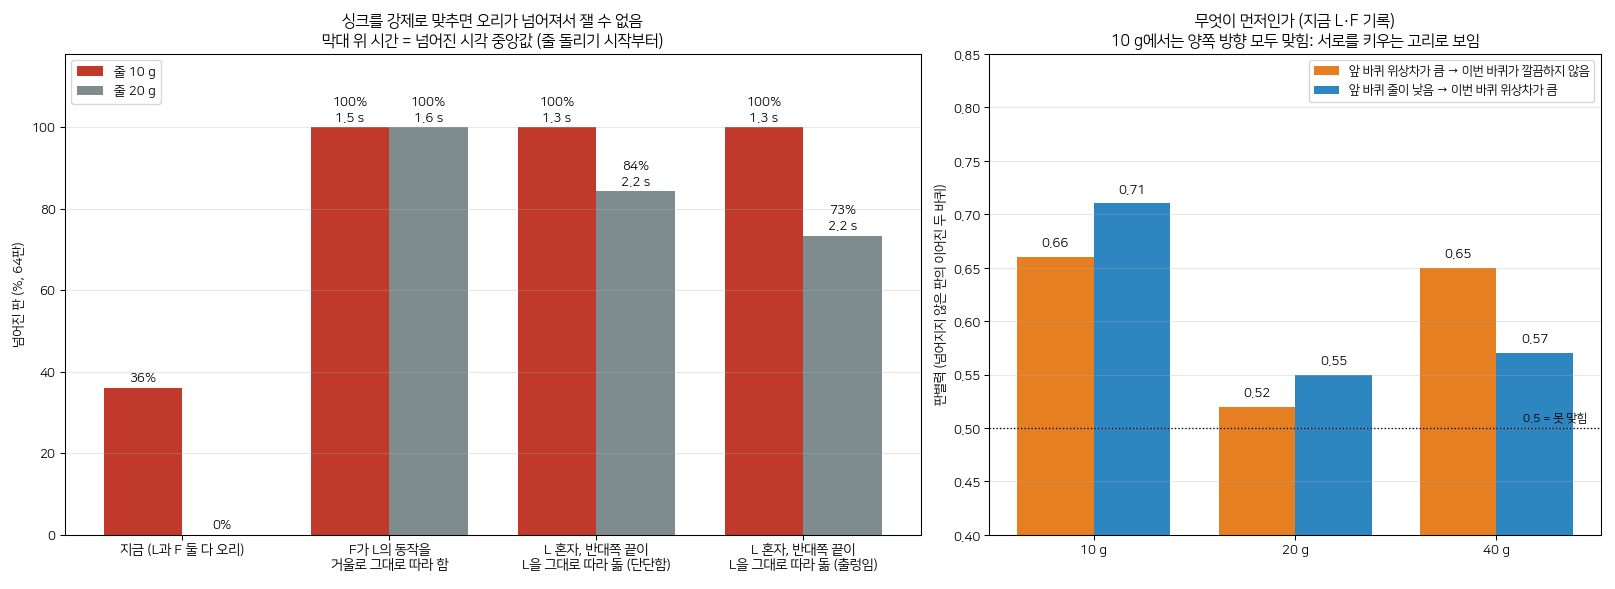 싱크를 강제로 맞추면 오리가 넘어져서 잴 수 없음
막대 위 시간 = 넘어진 시각 중앙값 (줄 돌리기 시작부터)
줄 10 g
줄 20 g
넘어진 판 (%, 64판)
100
80
60
40
20
0
36%
0%
100%
1.5 s
100%
1.6 s
100%
1.3 s
84%
2.2 s
100%
1.3 s
73%
2.2 s
지금 (L과 F 둘 다 오리)
F가 L의 동작을
거울로 그대로 따라 함
L 혼자, 반대쪽 끝이
L을 그대로 따라 돎 (단단함)
L 혼자, 반대쪽 끝이
L을 그대로 따라 돎 (출렁임)
무엇이 먼저인가 (지금 L·F 기록)
10 g에서는 양쪽 방향 모두 맞힘: 서로를 키우는 고리로 보임
앞 바퀴 위상차가 큼 → 이번 바퀴가 깔끔하지 않음
앞 바퀴 줄이 낮음 → 이번 바퀴 위상차가 큼
판별력 (넘어지지 않은 판의 이어진 두 바퀴)
0.85
0.80
0.75
0.70
0.65
0.60
0.55
0.50
0.45
0.40
0.66
0.71
0.52
0.55
0.65
0.57
0.5 = 못 맞힘
10 g
20 g
40 g